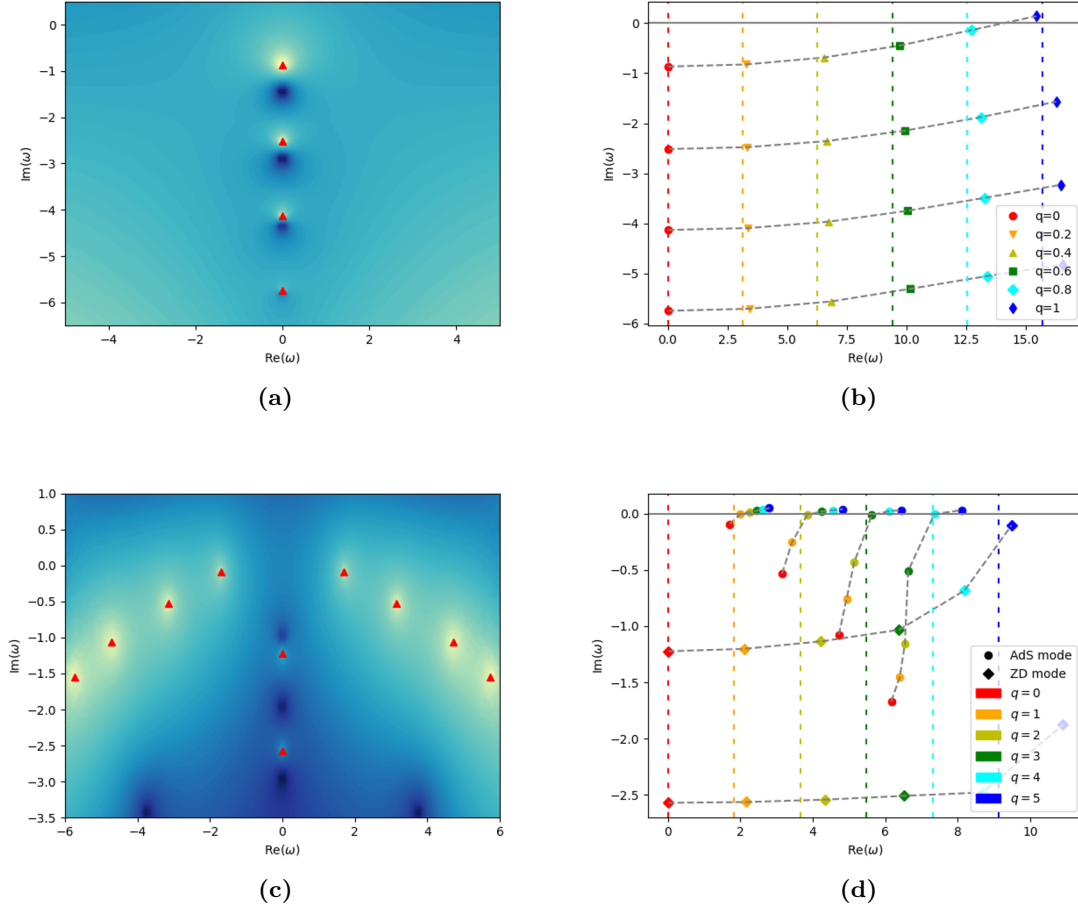 0
−1
−2
−3
−4
−5
−6
Im(ω)
−4 −2 0 2 4
Re(ω)
(a)
0
−1
−2
−3
−4
−5
−6
Im(ω)
q=0
q=0.2
q=0.4
q=0.6
q=0.8
q=1
0.0 2.5 5.0 7.5 10.0 12.5 15.0
Re(ω)
(b)
1.0
0.5
0.0
−0.5
−1.0
−1.5
−2.0
−2.5
−3.0
−3.5
Im(ω)
−6 −4 −2 0 2 4 6
Re(ω)
(c)
0.0
−0.5
−1.0
−1.5
−2.0
−2.5
Im(ω)
AdS mode
ZD mode
q = 0
q = 1
q = 2
q = 3
q = 4
q = 5
0 2 4 6 8 10
Re(ω)
(d)